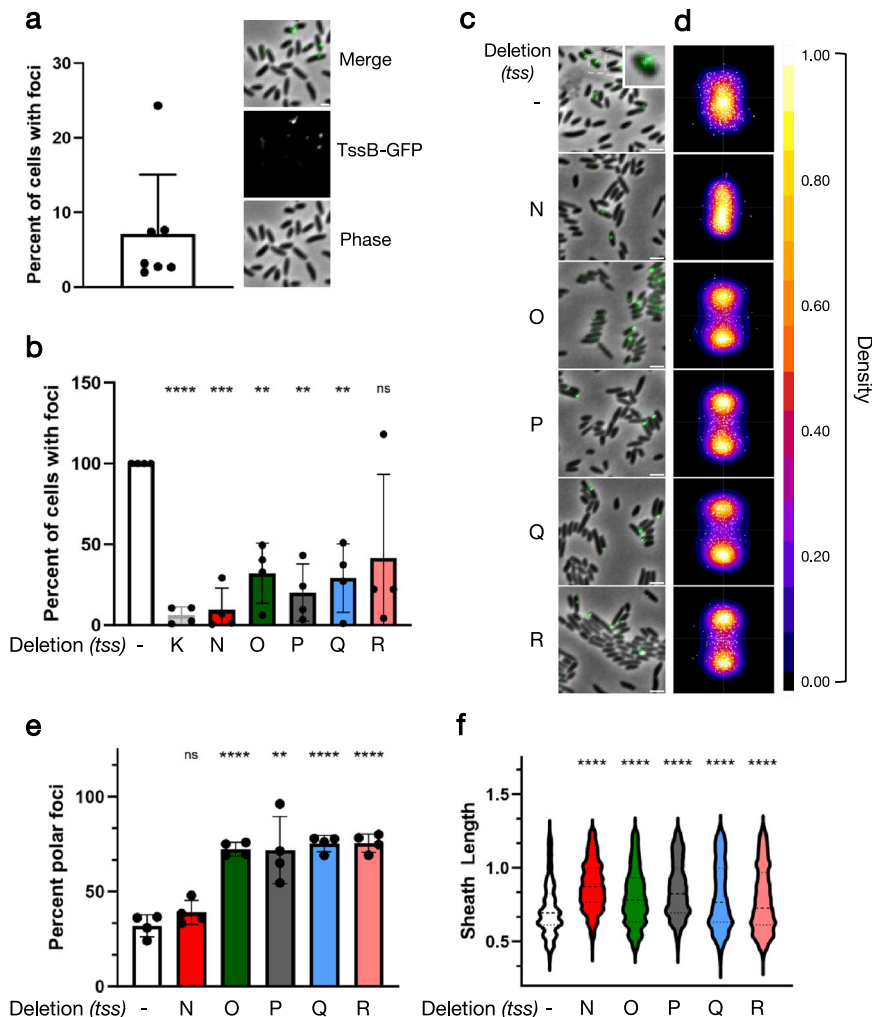 a
Percent of cells with foci
30
20
10
0
Merge
TssB-GFP
Phase
b
Percent of cells with foci
150
100
50
0
**** *** ** ** ** ns
Deletion (tss) - K N O P Q R
c
Deletion
(tss)
-
N
O
P
Q
R
d
1.00
0.80
0.60
0.40
0.20
0.00
Density
e
Percent polar foci
100
50
0
ns **** ** **** ****
Deletion (tss) - N O P Q R
f
Sheath Length
1.5
1.0
0.5
**** **** **** **** ****
Deletion (tss) - N O P Q R